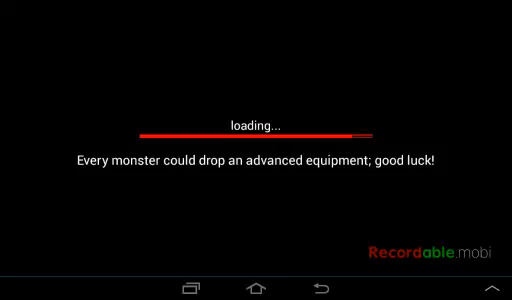 loading...
Every monster could drop an advanced equipment; good luck!
Recordable.mobi